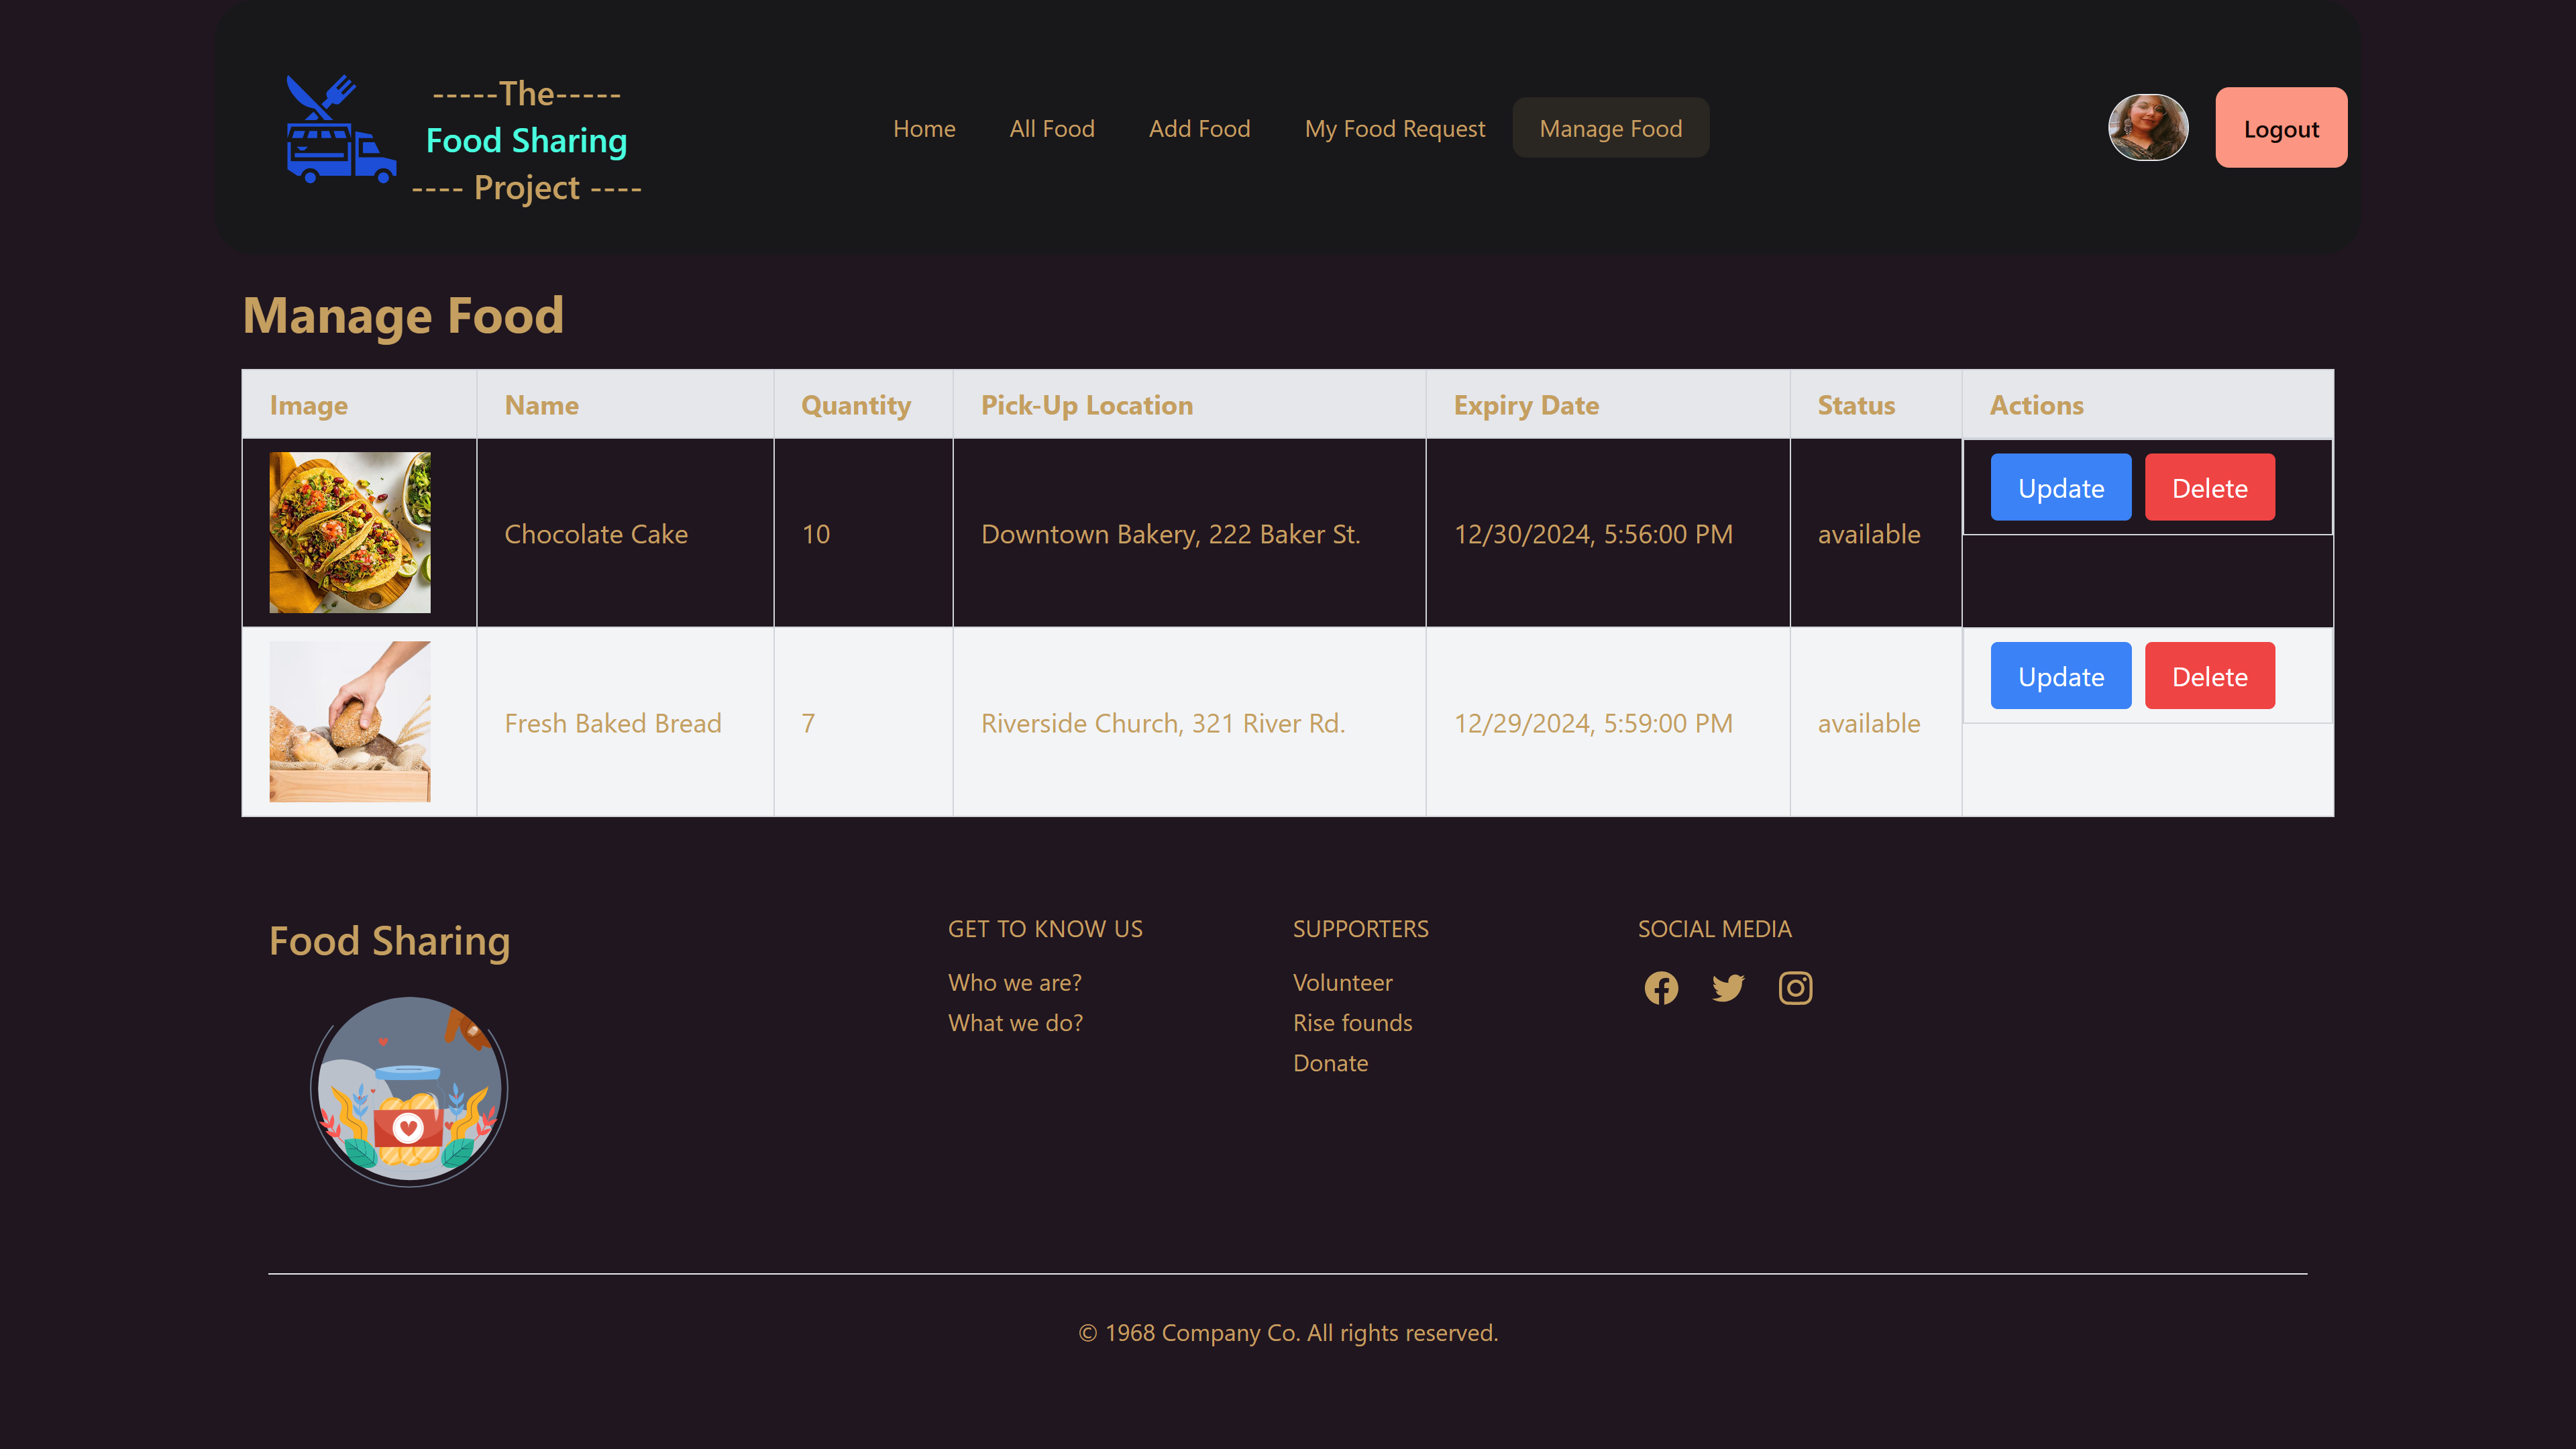 -----The-----
Food Sharing
---- Project ----
Home All Food Add Food My Food Request Manage Food
Logout
Manage Food
Image Name Quantity Pick-Up Location Expiry Date Status Actions
Chocolate Cake 10 Downtown Bakery, 222 Baker St. 12/30/2024, 5:56:00 PM available Update Delete
Fresh Baked Bread 7 Riverside Church, 321 River Rd. 12/29/2024, 5:59:00 PM available Update Delete
Food Sharing
GET TO KNOW US
Who we are?
What we do?
SUPPORTERS
Volunteer
Rise founds
Donate
SOCIAL MEDIA
© 1968 Company Co. All rights reserved.